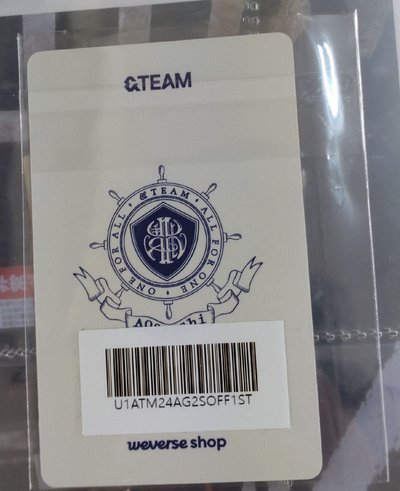 &TEAM
ONE FOR ALL • &TEAM • ALL FOR ONE •
U1ATM24AG2SOFF1ST
weverse shop